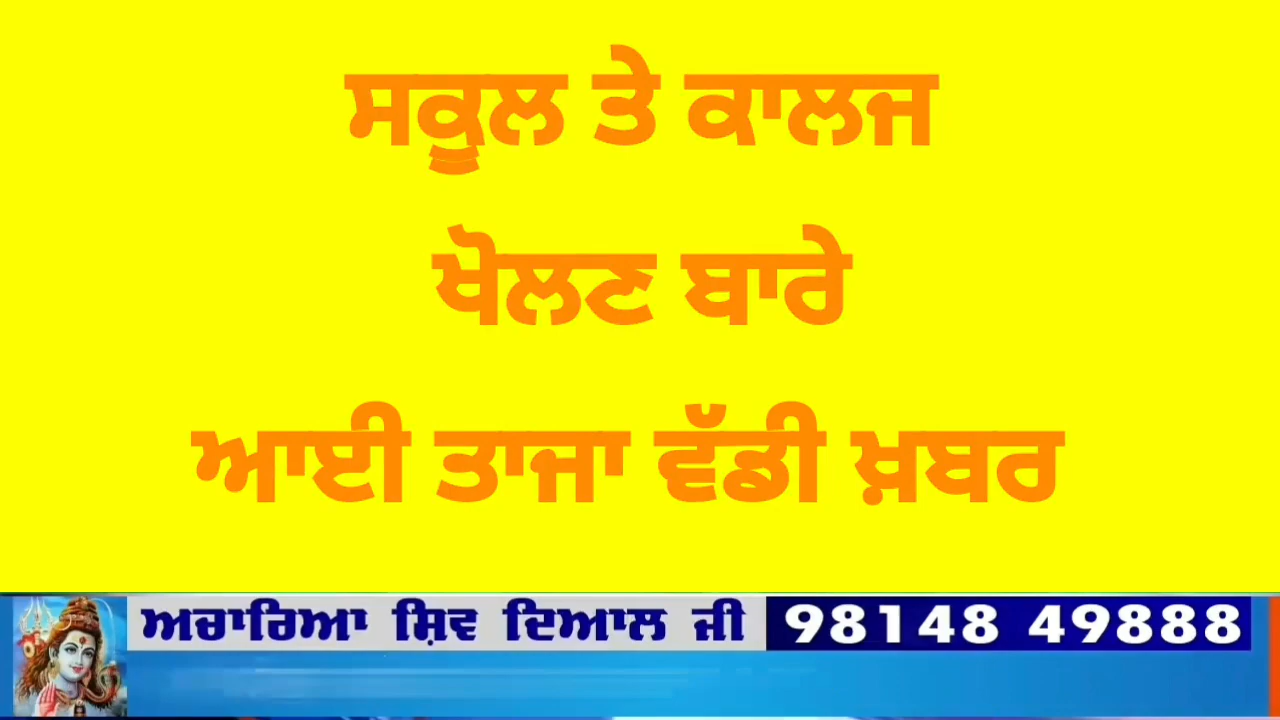 ਸਕੂਲ ਤੇ ਕਾਲਜ
ਖੋਲਣ ਬਾਰੇ
ਆਈ ਤਾਜਾ ਵੱਡੀ ਖ਼ਬਰ
ਅਚਾਰਿਆ ਸ਼ਿਵ ਦਿਆਲ ਜੀ 98148 49888